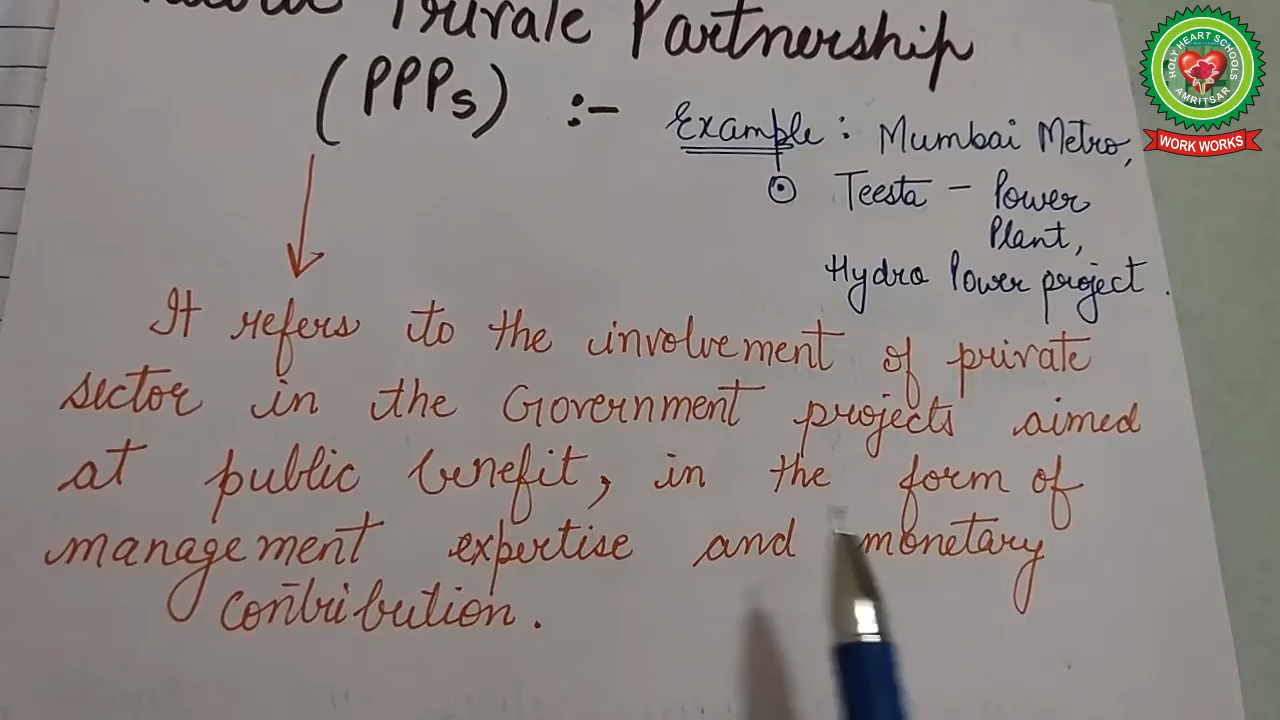 Private Partnership
(PPPs) :-
Example : Mumbai Metro,
Teesta - Power
Plant,
Hydro Power project.
It refers to the involvement of private
sector in the Government projects aimed
at public benefit, in the form of
management expertise and monetary
contribution.
HOLY HEART SCHOOLS
AMRITSAR
WORK WORKS